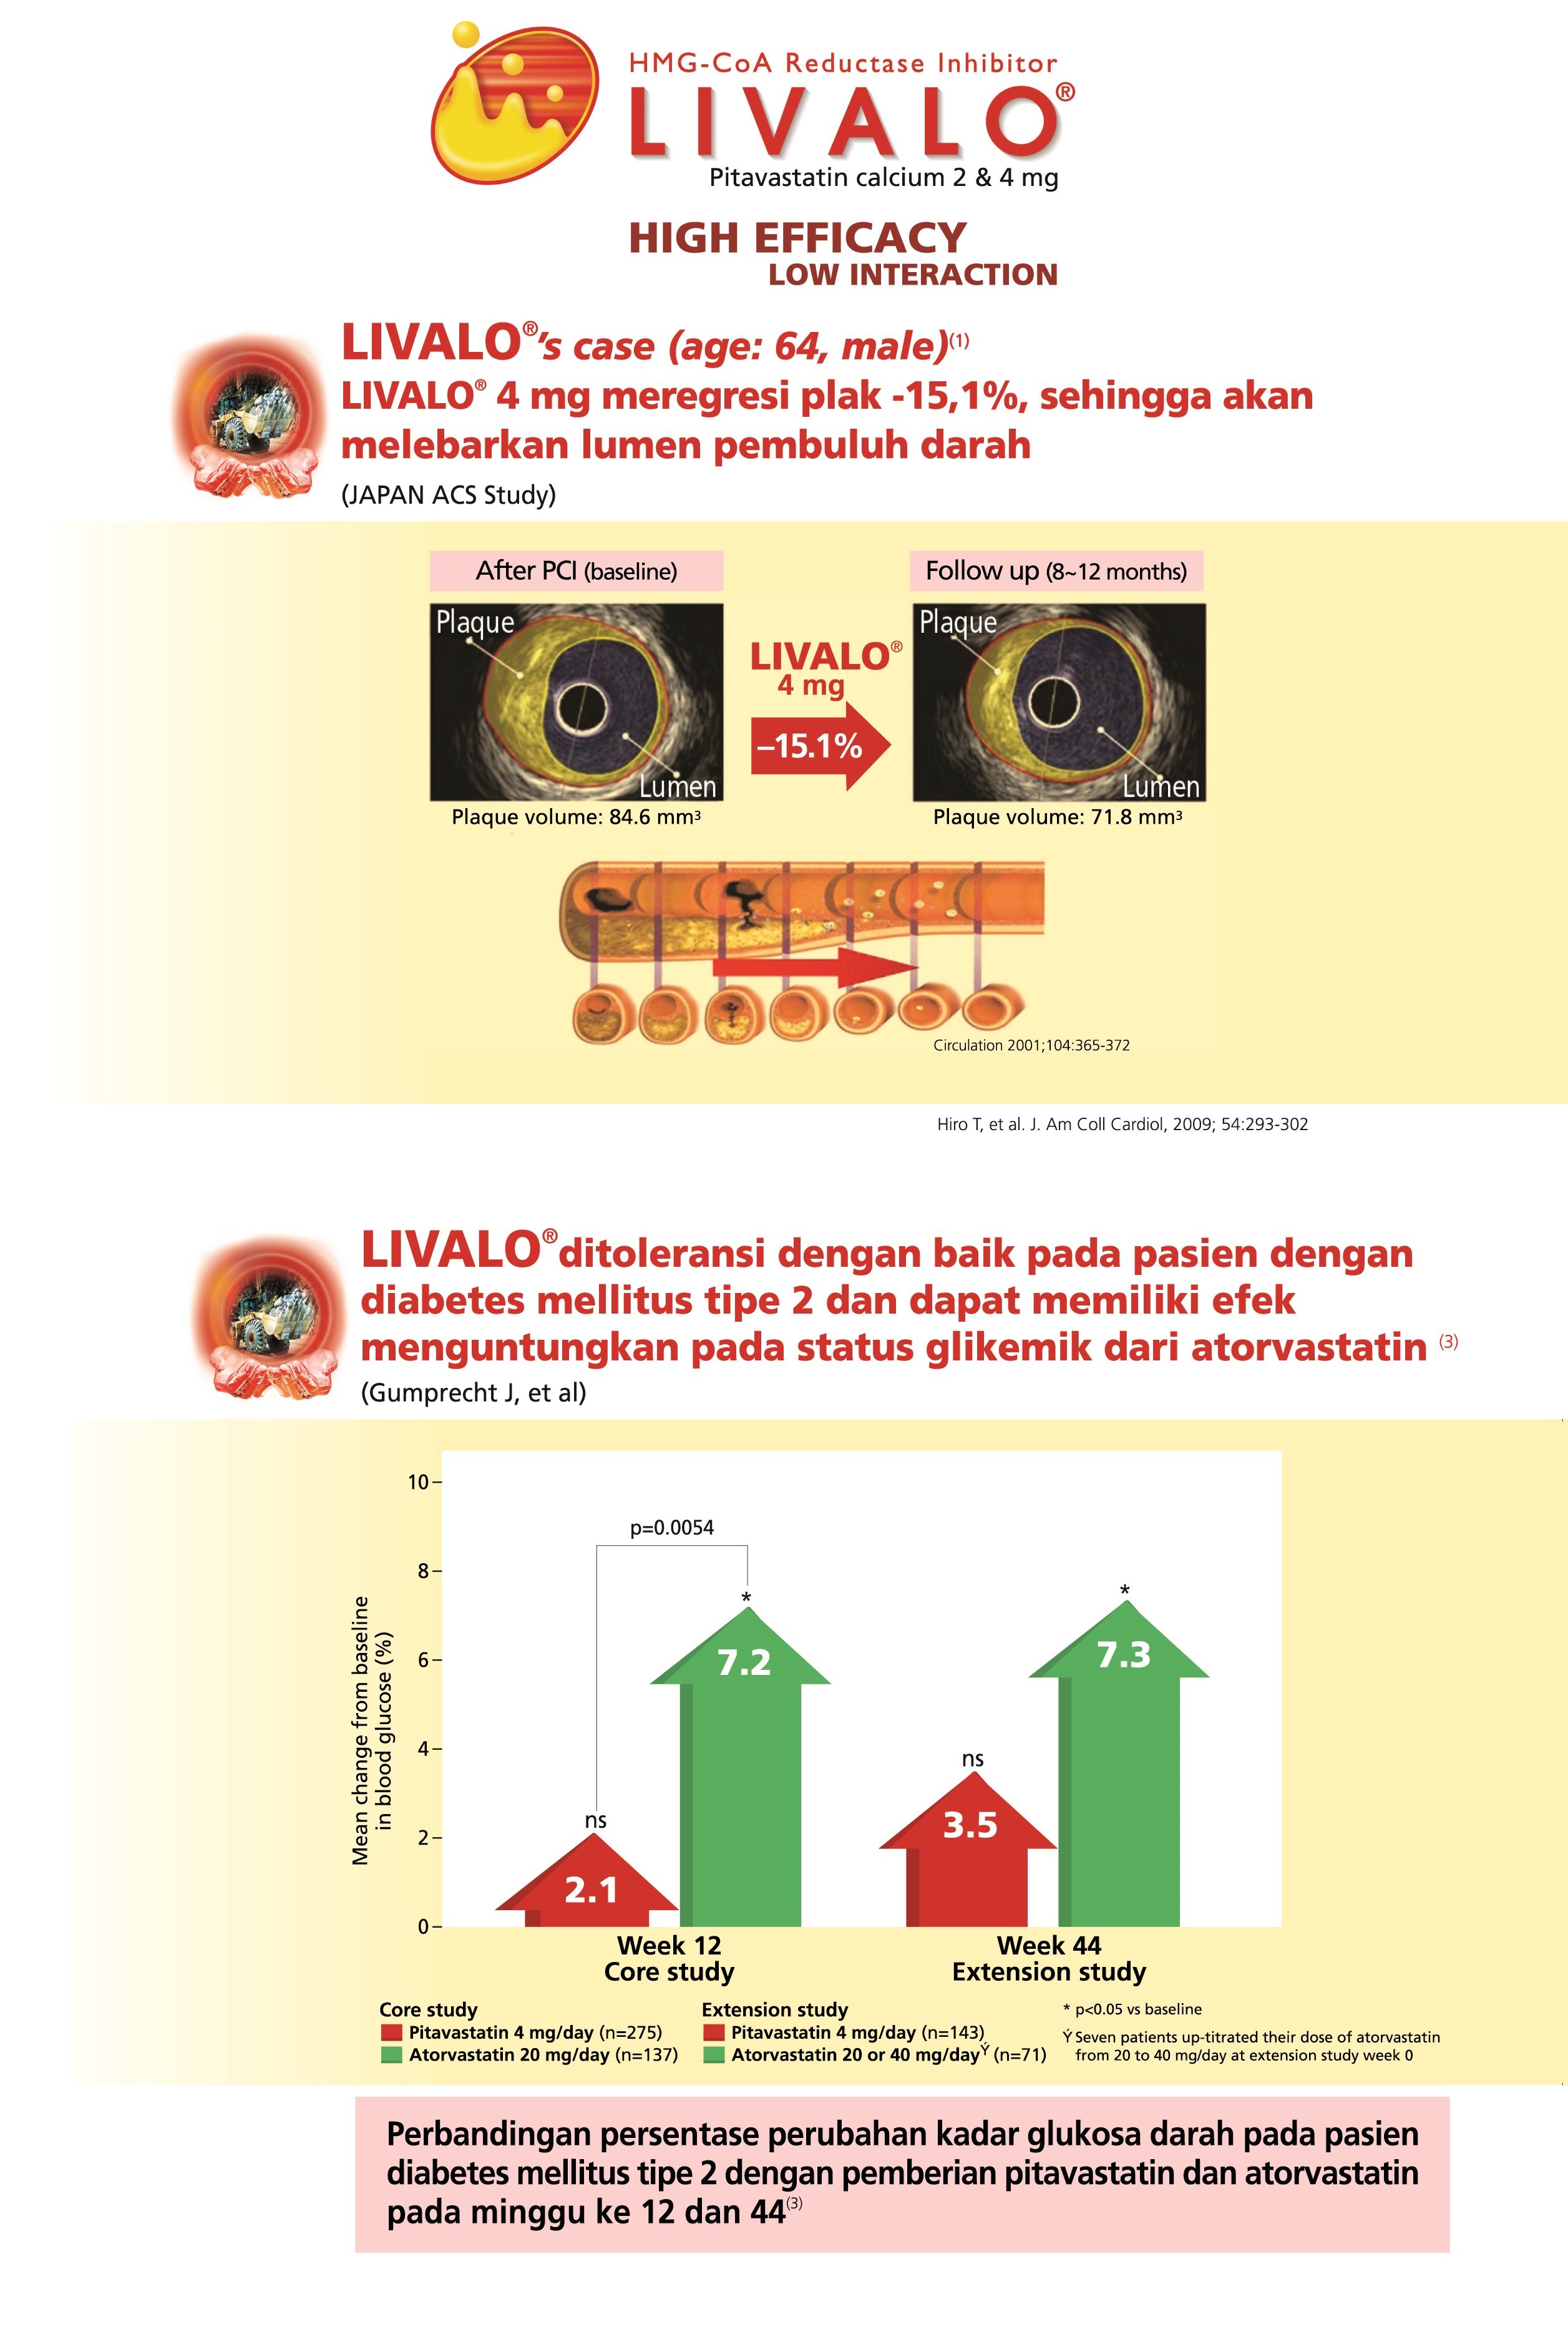 HMG-CoA Reductase Inhibitor
LIVALO®
Pitavastatin calcium 2 & 4 mg
HIGH EFFICACY
LOW INTERACTION
LIVALO®'s case (age: 64, male)(1)
LIVALO® 4 mg meregresi plak -15,1%, sehingga akan
melebarkan lumen pembuluh darah
(JAPAN ACS Study)
After PCI (baseline)
Follow up (8~12 months)
Plaque
Lumen
LIVALO®
4 mg
–15.1%
Plaque
Lumen
Plaque volume: 84.6 mm³
Plaque volume: 71.8 mm³
Circulation 2001;104:365-372
Hiro T, et al. J. Am Coll Cardiol, 2009; 54:293-302
LIVALO® ditoleransi dengan baik pada pasien dengan
diabetes mellitus tipe 2 dan dapat memiliki efek
menguntungkan pada status glikemik dari atorvastatin (3)
(Gumprecht J, et al)
Mean change from baseline
in blood glucose (%)
10
8
6
4
2
0
p=0.0054
ns
2.1
*
7.2
ns
3.5
*
7.3
Week 12
Core study
Week 44
Extension study
Core study
Pitavastatin 4 mg/day (n=275)
Atorvastatin 20 mg/day (n=137)
Extension study
Pitavastatin 4 mg/day (n=143)
Atorvastatin 20 or 40 mg/dayÝ (n=71)
* p<0.05 vs baseline
Ý Seven patients up-titrated their dose of atorvastatin
from 20 to 40 mg/day at extension study week 0
Perbandingan persentase perubahan kadar glukosa darah pada pasien
diabetes mellitus tipe 2 dengan pemberian pitavastatin dan atorvastatin
pada minggu ke 12 dan 44(3)